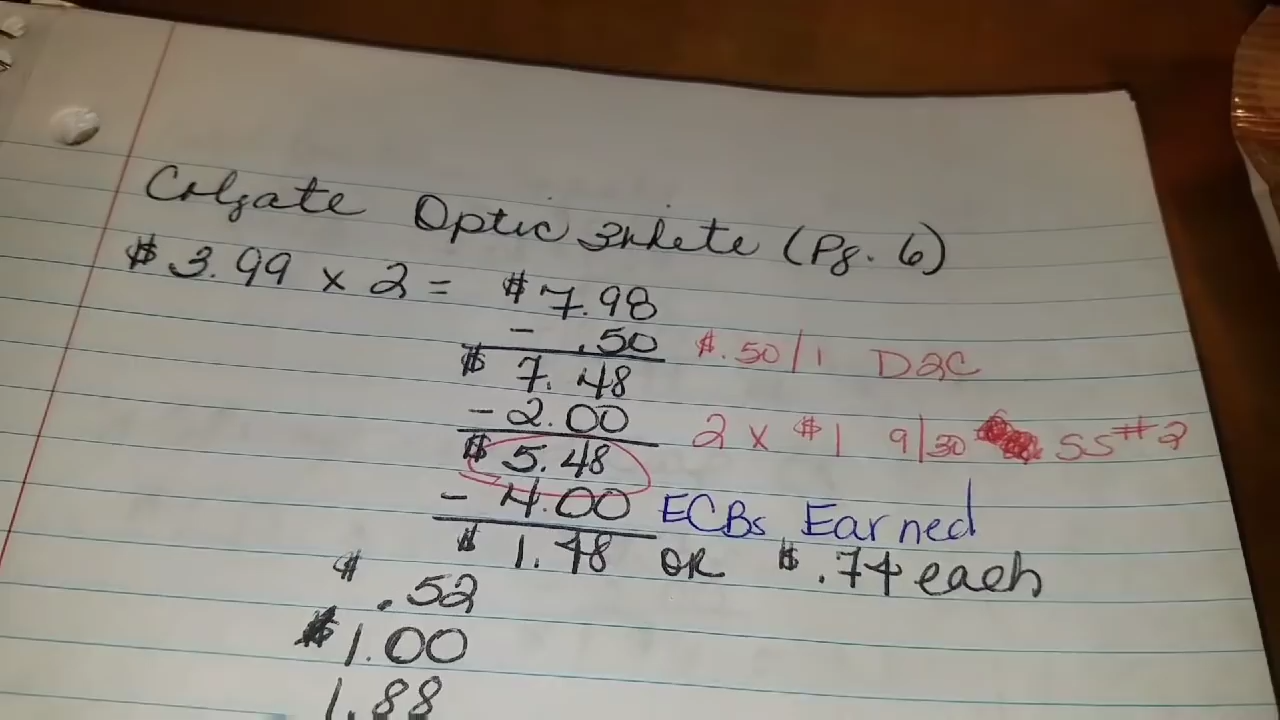 Colgate Optic White (Pg. 6)
$3.99 x 2 = $7.98
- .50 $.50/1 D2C
$ 7.48
- 2.00 2 x $1 9/30 SS#2
$ 5.48
- 4.00 ECBs Earned
$ 1.48 OR $.74 each
$ .52
$1.00
1.88